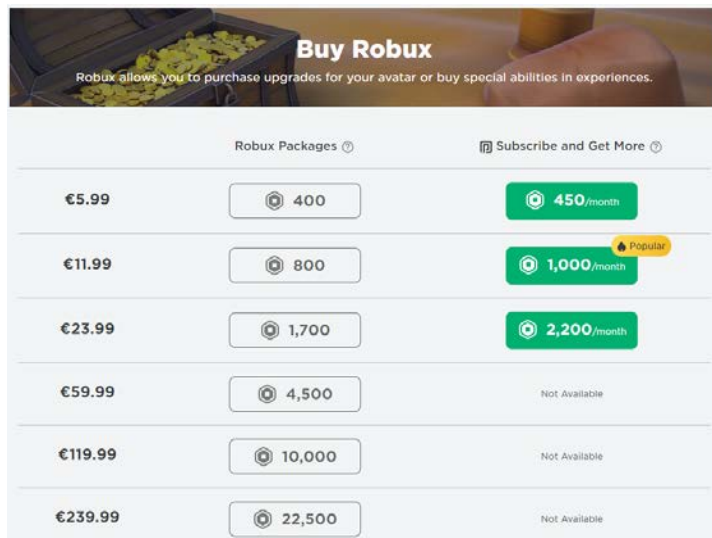 Buy Robux
Robux allows you to purchase upgrades for your avatar or buy special abilities in experiences.
Robux Packages Subscribe and Get More
€5.99 400 450/month
Popular
€11.99 800 1,000/month
€23.99 1,700 2,200/month
€59.99 4,500 Not Available
€119.99 10,000 Not Available
€239.99 22,500 Not Available